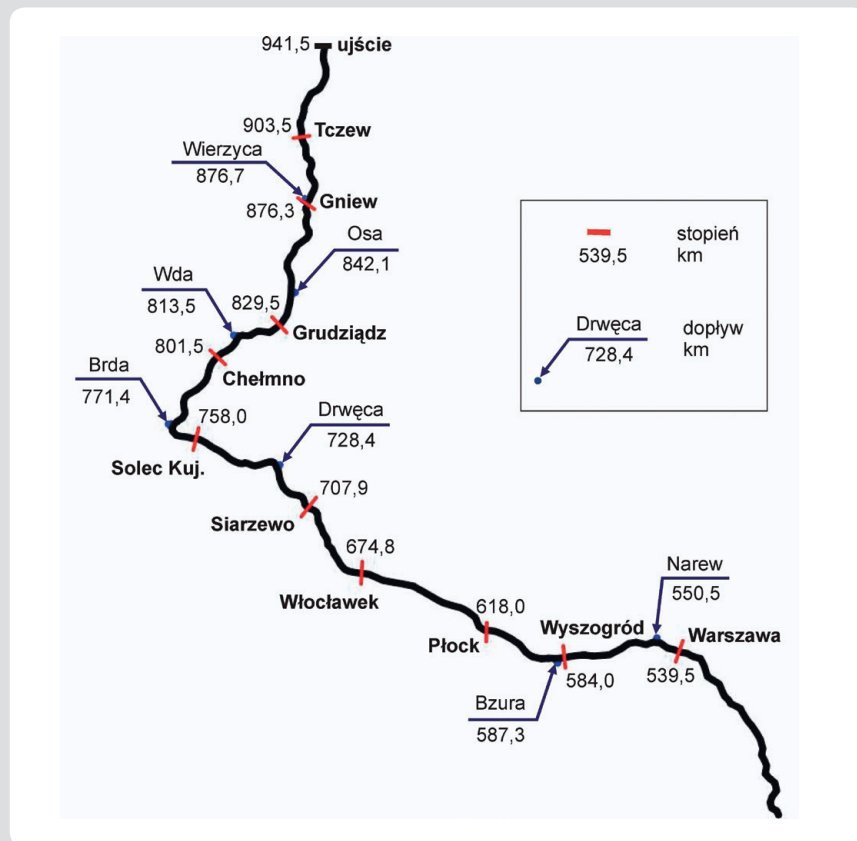 941,5 ujście
903,5 Tczew
Wierzyca
876,7
876,3 Gniew
Osa
842,1
Wda
813,5
829,5 Grudziądz
801,5
Chełmno
Brda
771,4
758,0
Solec Kuj.
Drwęca
728,4
707,9
Siarzewo
674,8
Włocławek
618,0
Płock
Wyszogród
584,0
Bzura
587,3
Narew
550,5
Warszawa
539,5
stopień
539,5 km
Drwęca dopływ
728,4 km